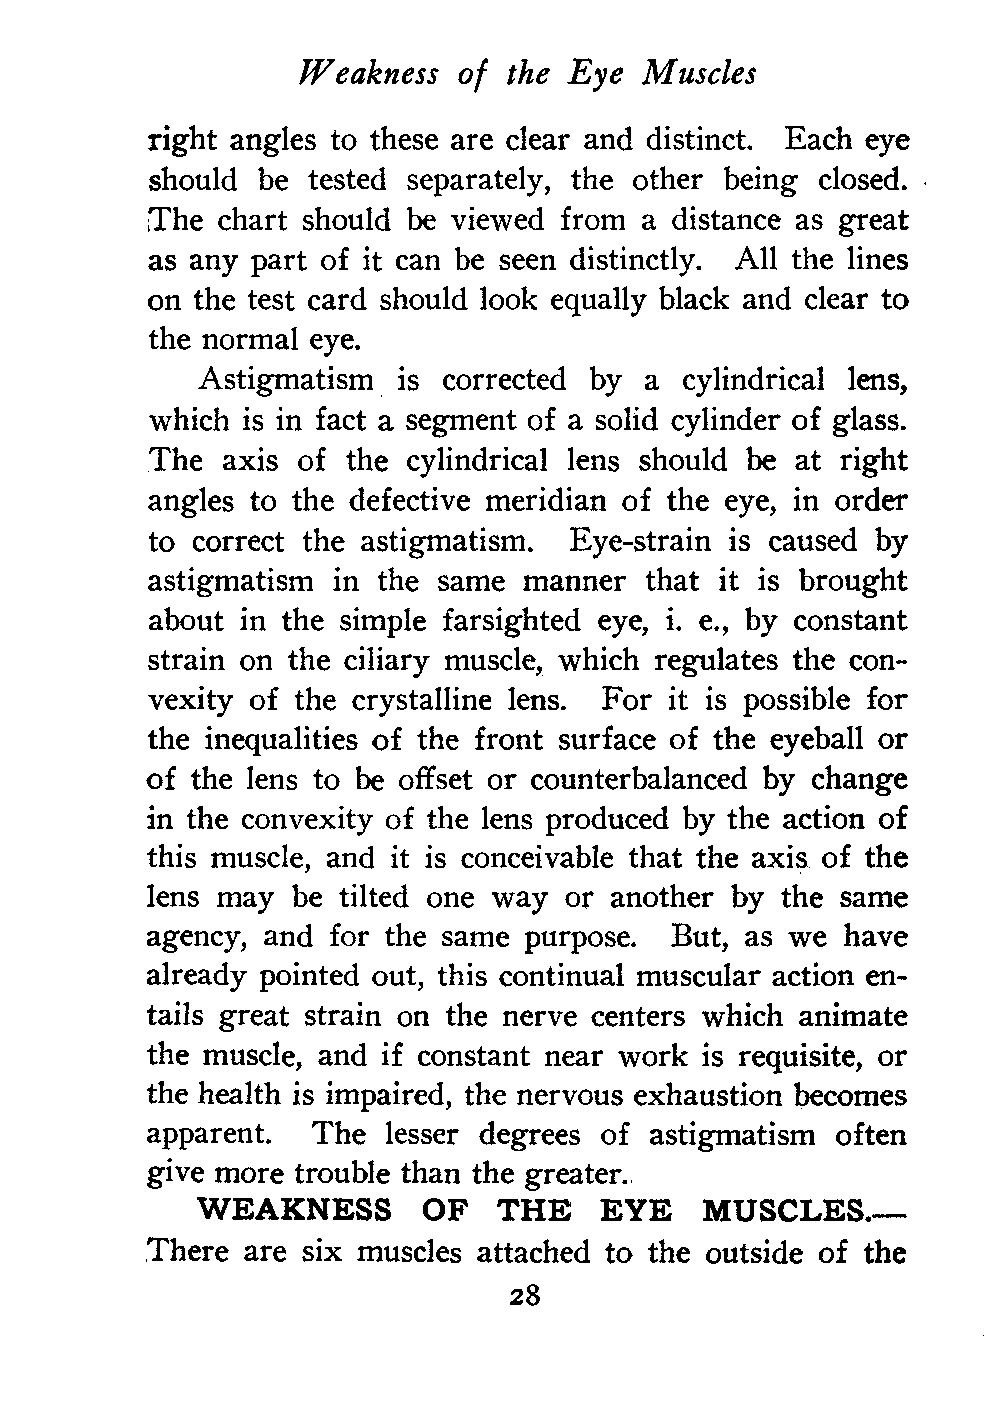 Weakness of the Eye Muscles
right angles to these are clear and distinct. Each eye
should be tested separately, the other being closed.
The chart should be viewed from a distance as great
as any part of it can be seen distinctly. All the lines
on the test card should look equally black and clear to
the normal eye.
Astigmatism is corrected by a cylindrical lens,
which is in fact a segment of a solid cylinder of glass.
The axis of the cylindrical lens should be at right
angles to the defective meridian of the eye, in order
to correct the astigmatism. Eye-strain is caused by
astigmatism in the same manner that it is brought
about in the simple farsighted eye, i. e., by constant
strain on the ciliary muscle, which regulates the con-
vexity of the crystalline lens. For it is possible for
the inequalities of the front surface of the eyeball or
of the lens to be offset or counterbalanced by change
in the convexity of the lens produced by the action of
this muscle, and it is conceivable that the axis of the
lens may be tilted one way or another by the same
agency, and for the same purpose. But, as we have
already pointed out, this continual muscular action en-
tails great strain on the nerve centers which animate
the muscle, and if constant near work is requisite, or
the health is impaired, the nervous exhaustion becomes
apparent. The lesser degrees of astigmatism often
give more trouble than the greater.
WEAKNESS OF THE EYE MUSCLES.—
There are six muscles attached to the outside of the
28